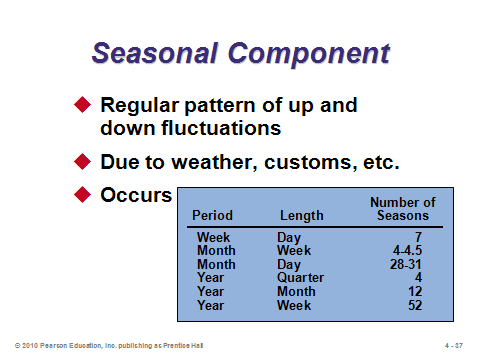 Seasonal Component
Regular pattern of up and
down fluctuations
Due to weather, customs, etc.
Occurs
Period Length Number of Seasons
Week Day 7
Month Week 4-4.5
Month Day 28-31
Year Quarter 4
Year Month 12
Year Week 52
© 2010 Pearson Education, Inc. publishing as Prentice Hall
4 - 37